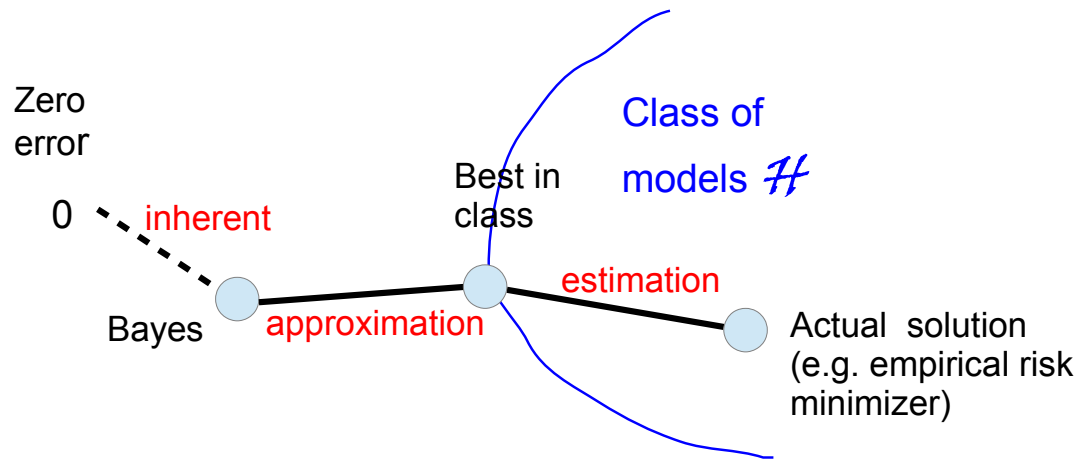 Zero
error
0
inherent
Bayes
approximation
Best in
class
Class of
models H
estimation
Actual solution
(e.g. empirical risk
minimizer)